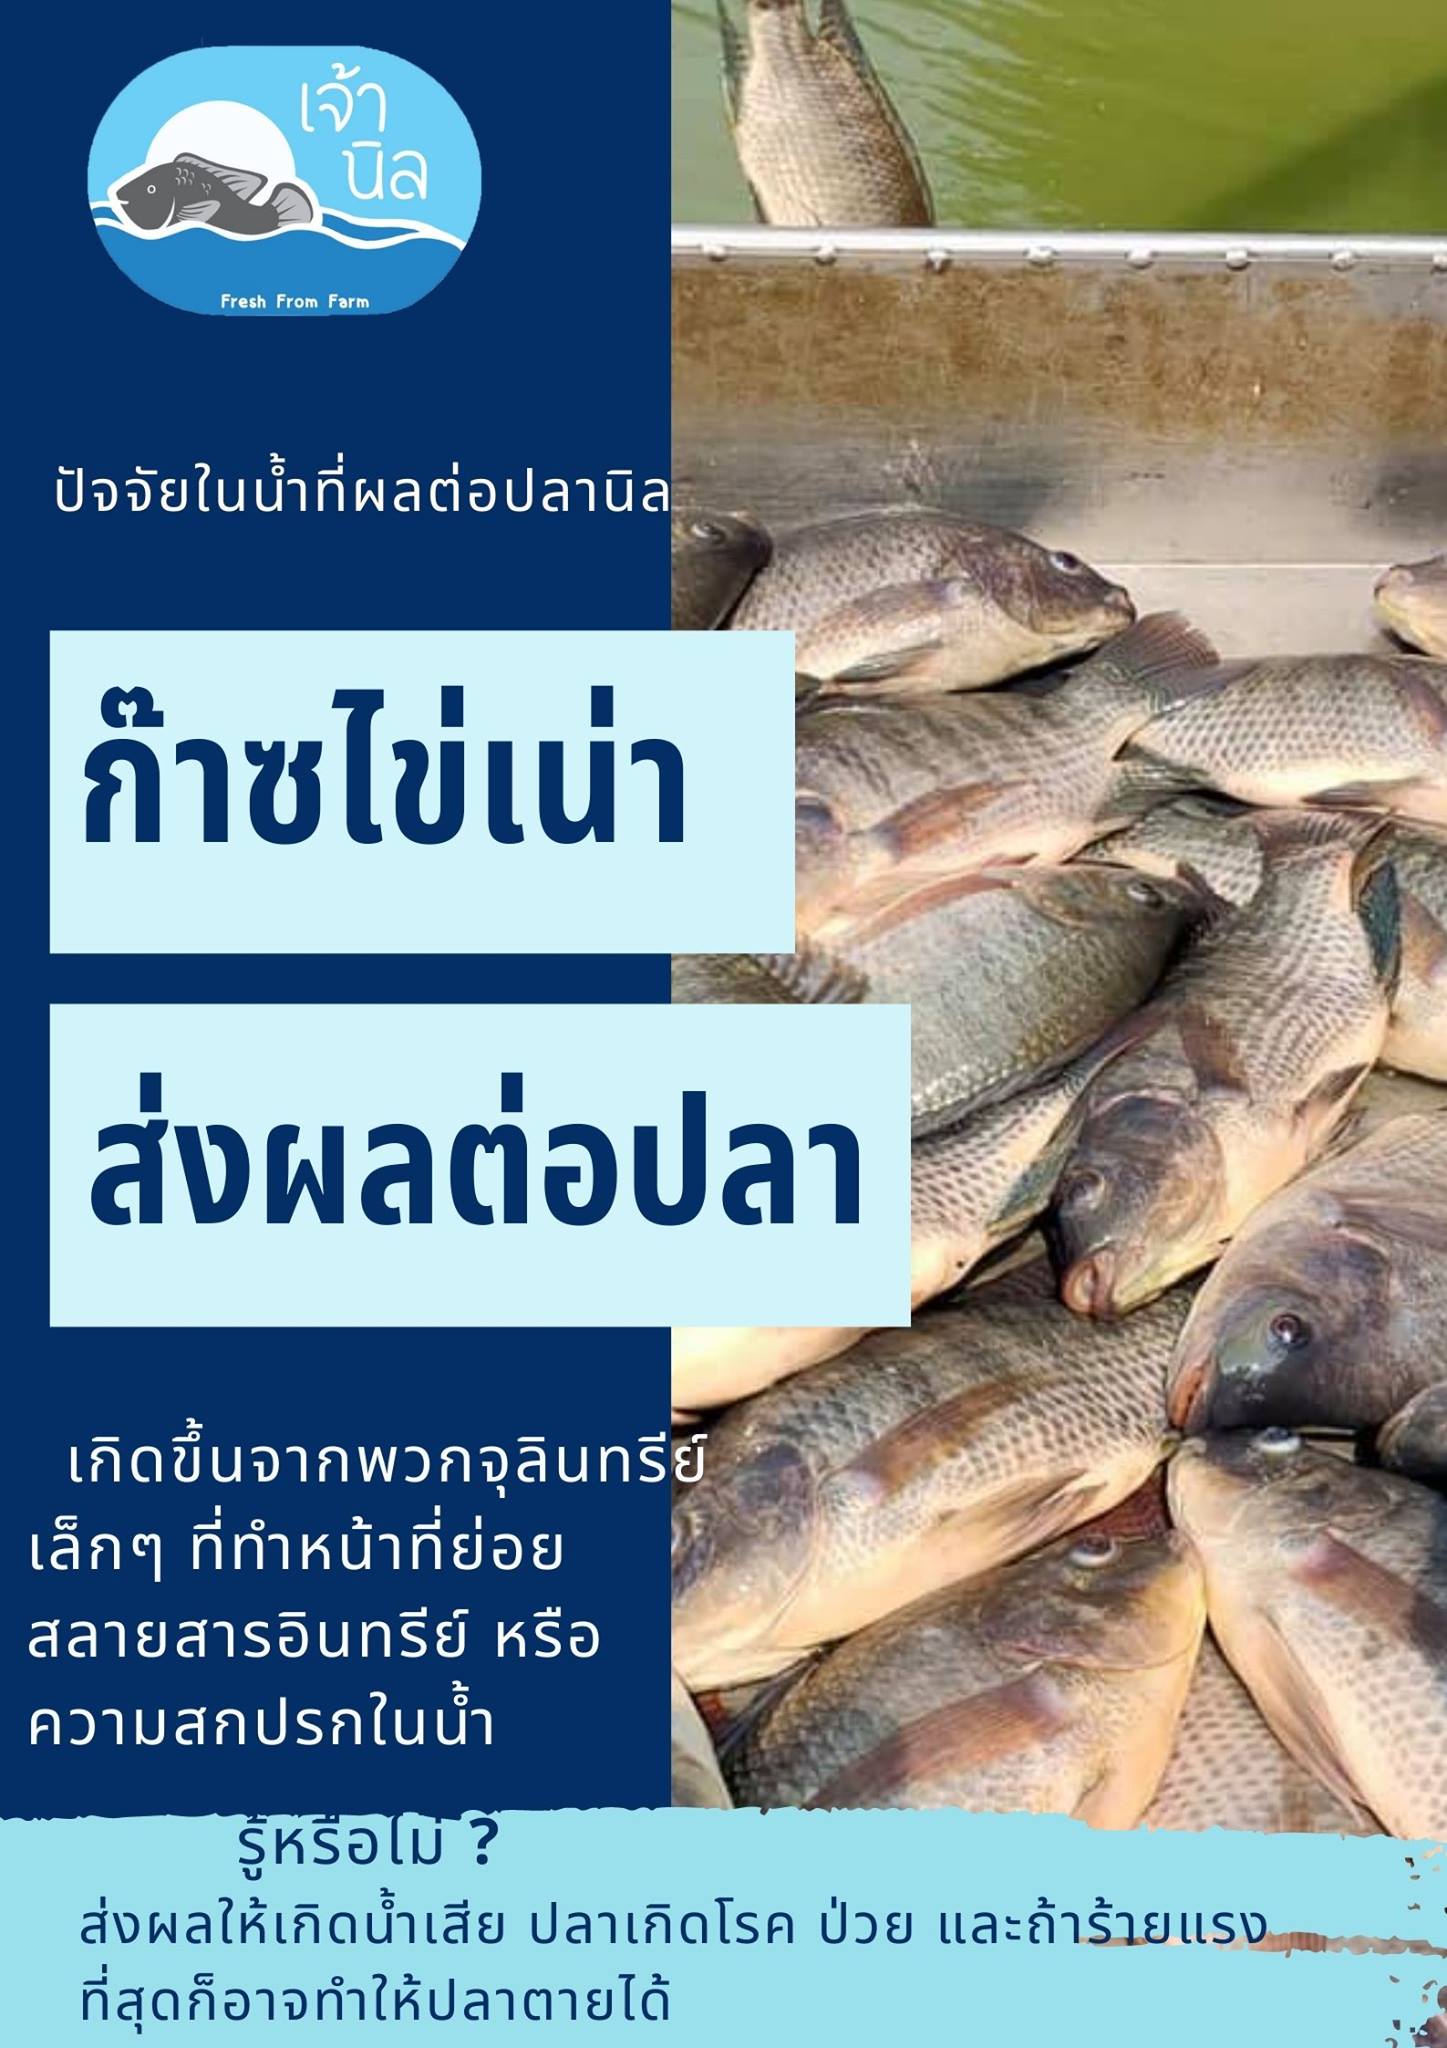 เจ้า
นิล
Fresh From Farm
ปัจจัยในน้ำที่ผลต่อปลานิล
ก๊าซไข่เน่า
ส่งผลต่อปลา
เกิดขึ้นจากพวกจุลินทรีย์
เล็กๆ ที่ทำหน้าที่ย่อย
สลายสารอินทรีย์ หรือ
ความสกปรกในน้ำ
รู้หรือไม่ ?
ส่งผลให้เกิดน้ำเสีย ปลาเกิดโรค ป่วย และถ้าร้ายแรง
ที่สุดก็อาจทำให้ปลาตายได้